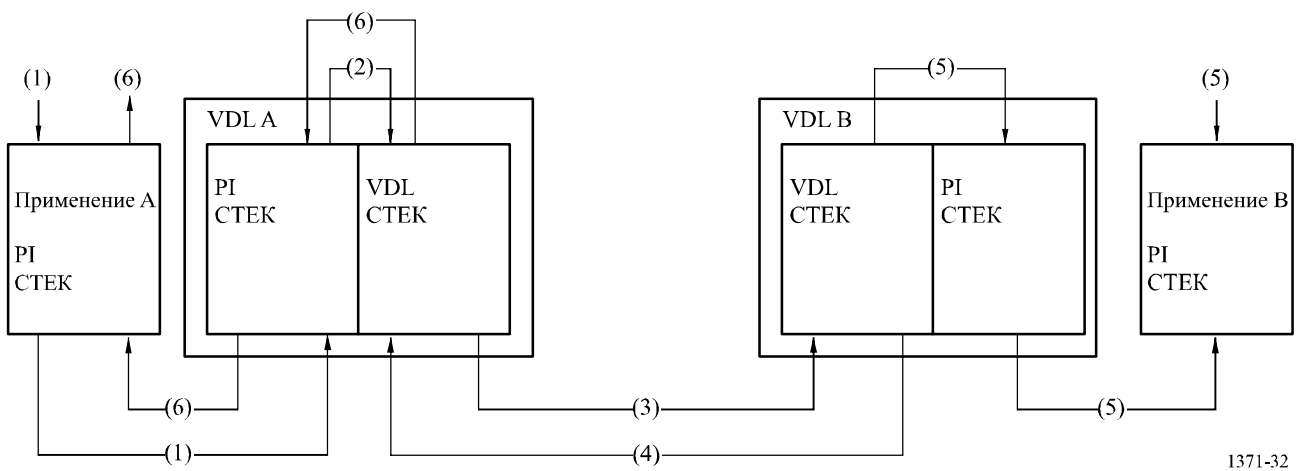 (6)
(1)
(6)
(2)
(5)
(5)
VDL A
VDL B
Применение A
PI
СТЕК
PI
СТЕК
VDL
СТЕК
VDL
СТЕК
PI
СТЕК
Применение B
PI
СТЕК
(6)
(3)
(5)
(1)
(4)
1371-32